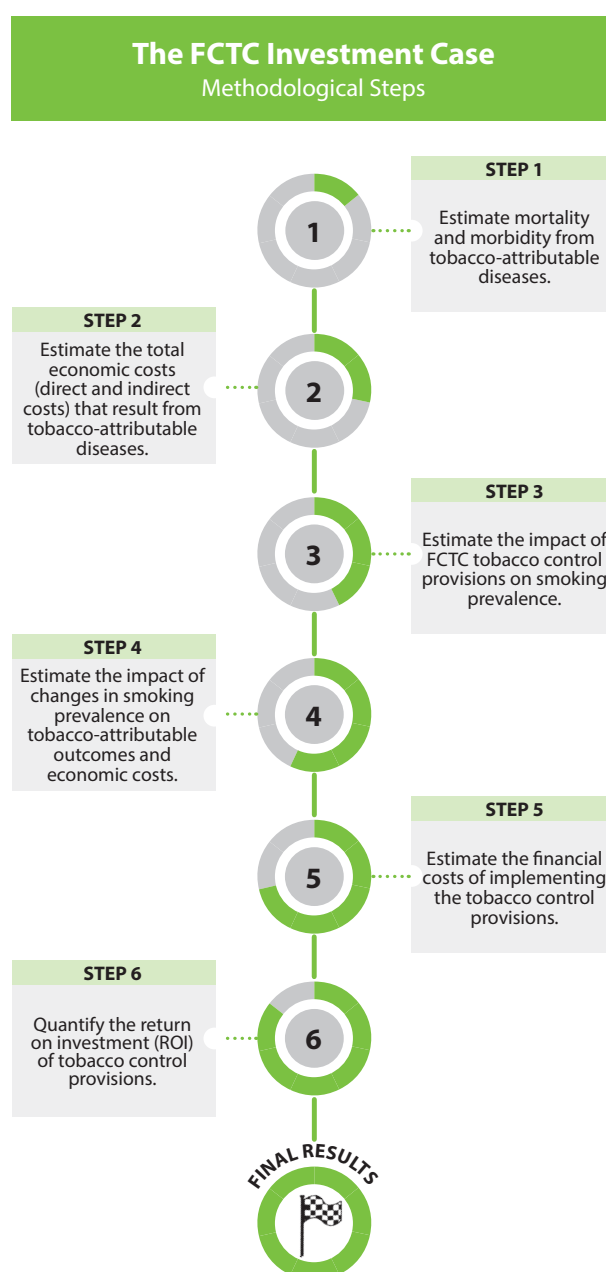 The FCTC Investment Case
Methodological Steps
1
STEP 1
Estimate mortality
and morbidity from
tobacco-attributable
diseases.
STEP 2
Estimate the total
economic costs
(direct and indirect
costs) that result from
tobacco-attributable
diseases.
2
3
STEP 3
Estimate the impact of
FCTC tobacco control
provisions on smoking
prevalence.
STEP 4
Estimate the impact of
changes in smoking
prevalence on
tobacco-attributable
outcomes and
economic costs.
4
5
STEP 5
Estimate the financial
costs of implementing
the tobacco control
provisions.
STEP 6
Quantify the return
on investment (ROI)
of tobacco control
provisions.
6
FINAL RESULTS